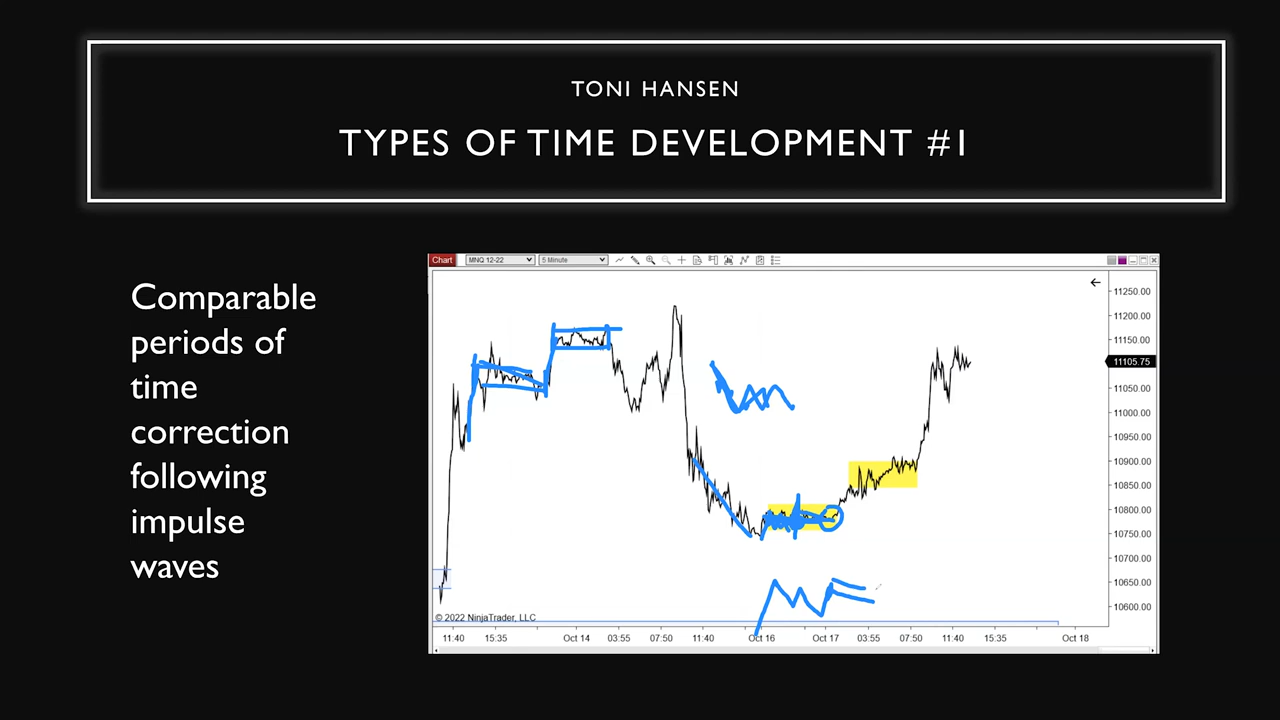 TONI HANSEN
TYPES OF TIME DEVELOPMENT #1
Comparable
periods of
time
correction
following
impulse
waves
Chart
MNQ 12-22
5 Minute
11250.00
11200.00
11150.00
11105.75
11050.00
11000.00
10950.00
10900.00
10850.00
10800.00
10750.00
10700.00
10650.00
10600.00
© 2022 NinjaTrader, LLC
11:40 15:35 Oct 14 03:55 07:50 11:40 Oct 16 Oct 17 03:55 07:50 11:40 15:35 Oct 18